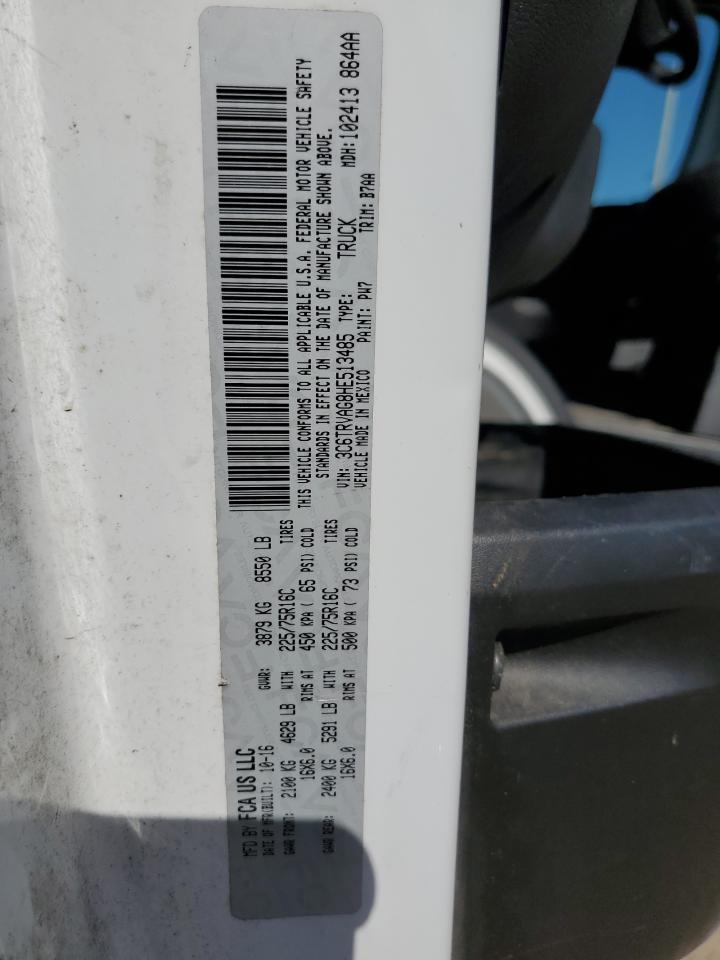 MFD BY FCA US LLC
DATE OF MFR(BUILT): 10-16 GVWR: 3879 KG 8550 LB
GAWR FRONT: 2100 KG 4629 LB WITH 225/75R16C TIRES
16X6.0 RIMS AT 450 KPA ( 65 PSI) COLD
GAWR REAR: 2400 KG 5291 LB WITH 225/75R16C TIRES
16X6.0 RIMS AT 500 KPA ( 73 PSI) COLD
THIS VEHICLE CONFORMS TO ALL APPLICABLE U.S.A. FEDERAL MOTOR VEHICLE SAFETY
STANDARDS IN EFFECT ON THE DATE OF MANUFACTURE SHOWN ABOVE.
VIN: 3C6TRVAG8HE513485 TYPE: TRUCK MDH:102413 864AA
VEHICLE MADE IN MEXICO PAINT: PW7 TRIM: B7AA